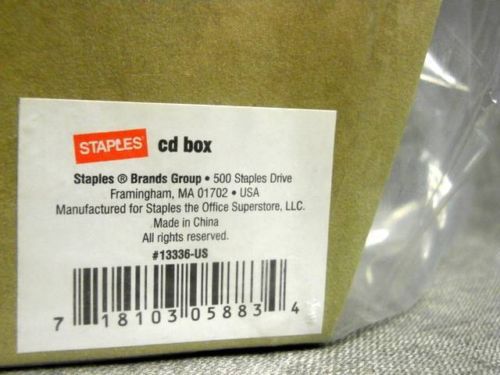 STAPLES cd box
Staples ® Brands Group • 500 Staples Drive
Framingham, MA 01702 • USA
Manufactured for Staples the Office Superstore, LLC.
Made in China
All rights reserved.
#13336-US
7 18103 05883 4